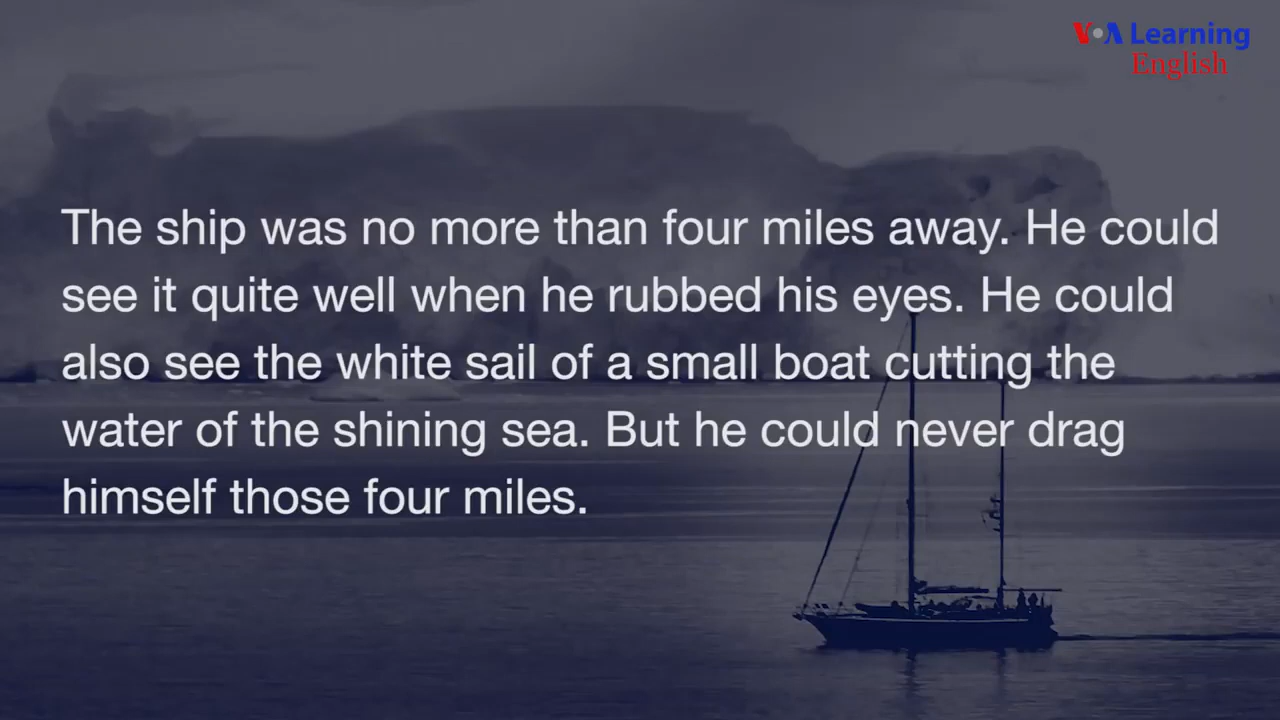 VOA Learning
English
The ship was no more than four miles away. He could
see it quite well when he rubbed his eyes. He could
also see the white sail of a small boat cutting the
water of the shining sea. But he could never drag
himself those four miles.